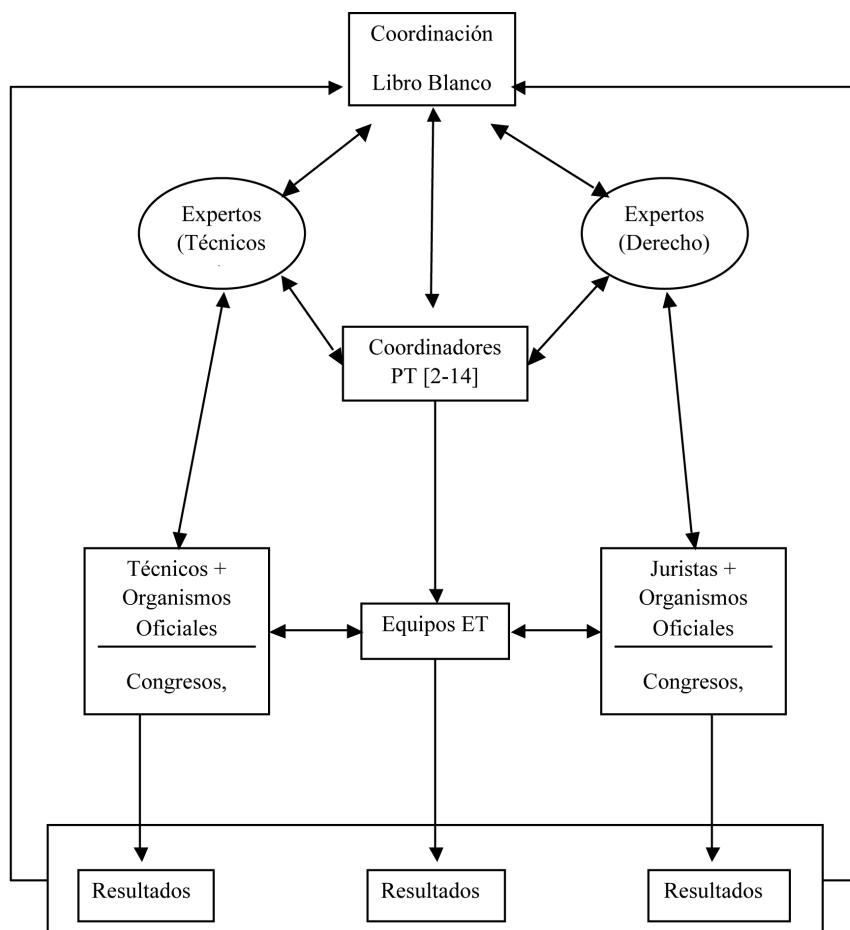 Coordinación
Libro Blanco
Expertos
(Técnicos
Expertos
(Derecho)
Coordinadores
PT [2-14]
Técnicos +
Organismos
Oficiales
Congresos,
Equipos ET
Juristas +
Organismos
Oficiales
Congresos,
Resultados
Resultados
Resultados